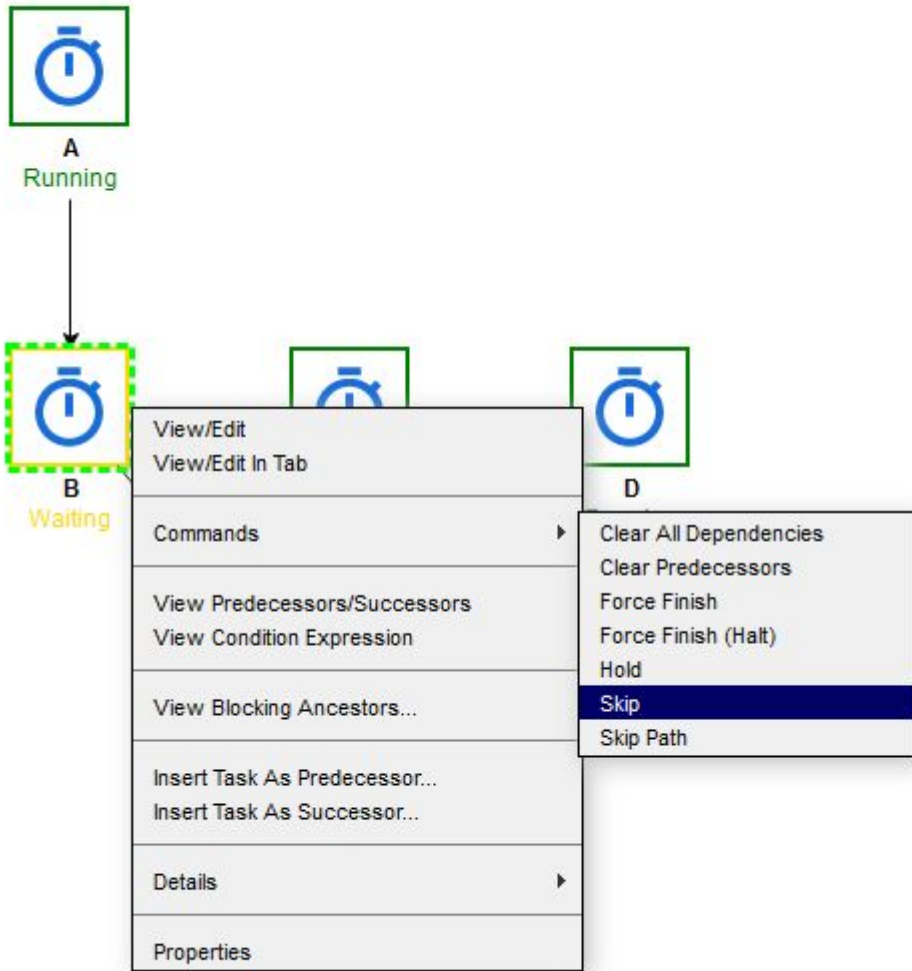 A
Running
B
Waiting
D
View/Edit
View/Edit In Tab
Commands
View Predecessors/Successors
View Condition Expression
View Blocking Ancestors...
Insert Task As Predecessor...
Insert Task As Successor...
Details
Properties
Clear All Dependencies
Clear Predecessors
Force Finish
Force Finish (Halt)
Hold
Skip
Skip Path